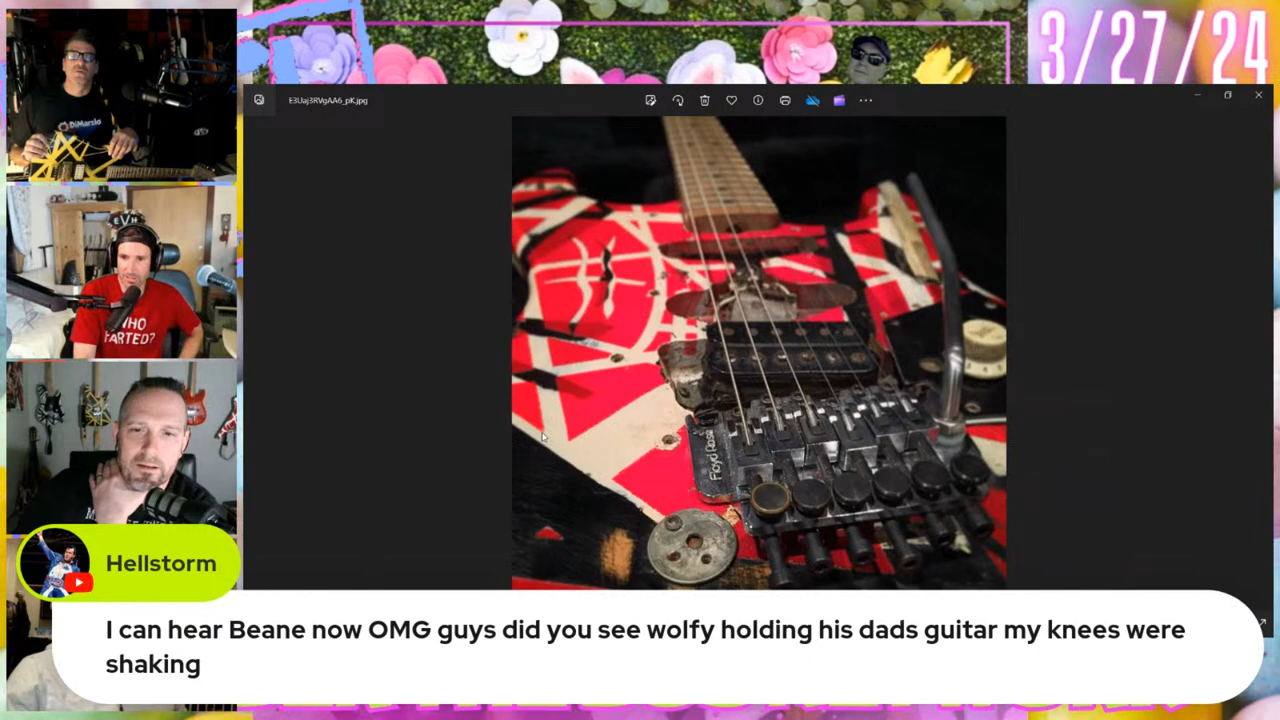 3/27/24
E3Uaj3RVgAA6_pK.jpg
DiMarzio
EVH
WHO
FARTED?
Floyd Rose
Hellstorm
I can hear Beane now OMG guys did you see wolfy holding his dads guitar my knees were
shaking